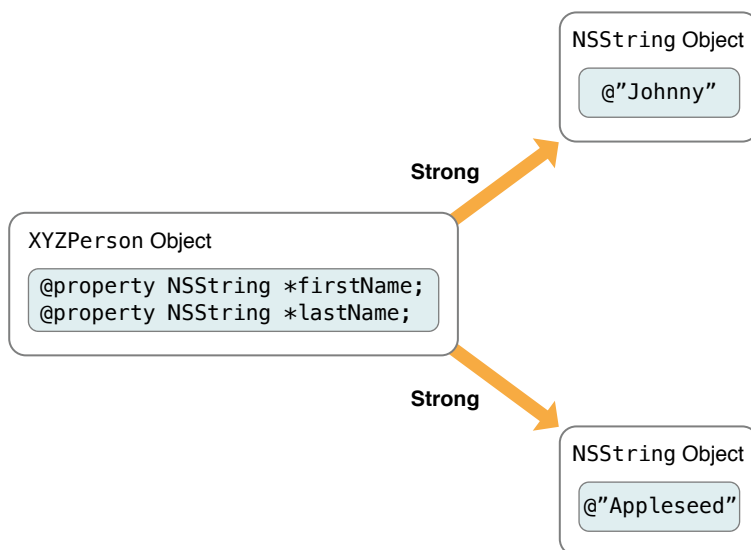 NSString Object
@”Johnny”
Strong
XYZPerson Object
@property NSString *firstName;
@property NSString *lastName;
Strong
NSString Object
@”Appleseed”